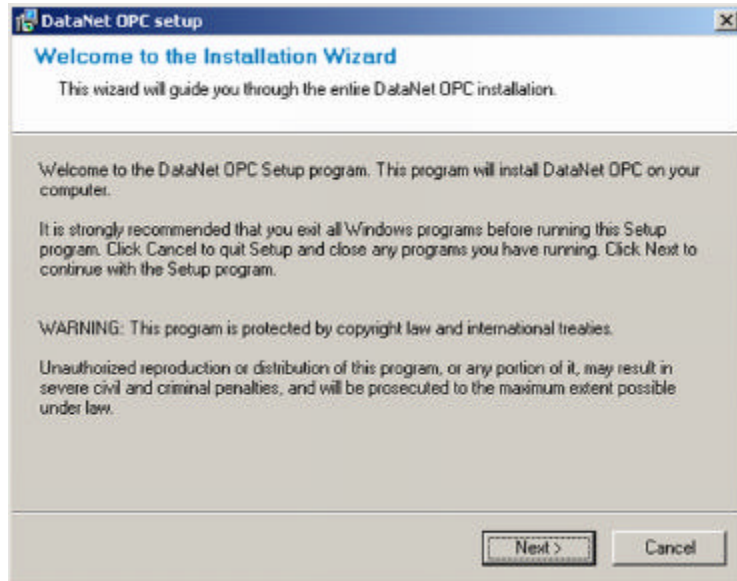 DataNet OPC setup
Welcome to the Installation Wizard
This wizard will guide you through the entire DataNet OPC installation.
Welcome to the DataNet OPC Setup program. This program will install DataNet OPC on your
computer.
It is strongly recommended that you exit all Windows programs before running this Setup
program. Click Cancel to quit Setup and close any programs you have running. Click Next to
continue with the Setup program.
WARNING: This program is protected by copyright law and international treaties.
Unauthorized reproduction or distribution of this program, or any portion of it, may result in
severe civil and criminal penalties, and will be prosecuted to the maximum extent possible
under law.
Next >
Cancel